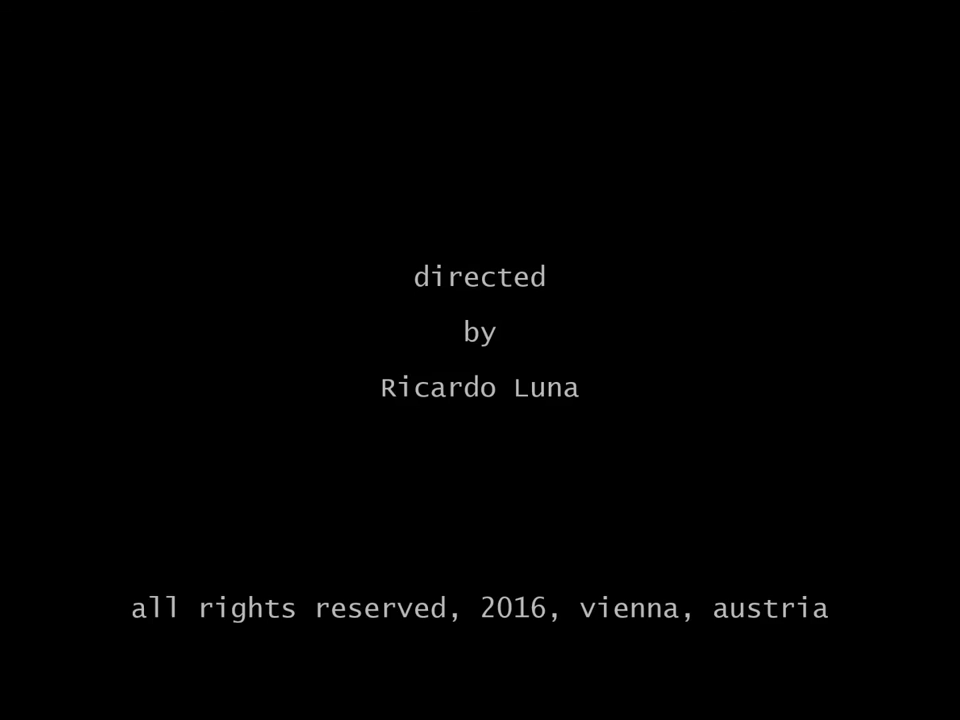 directed
by
Ricardo Luna
all rights reserved, 2016, vienna, austria